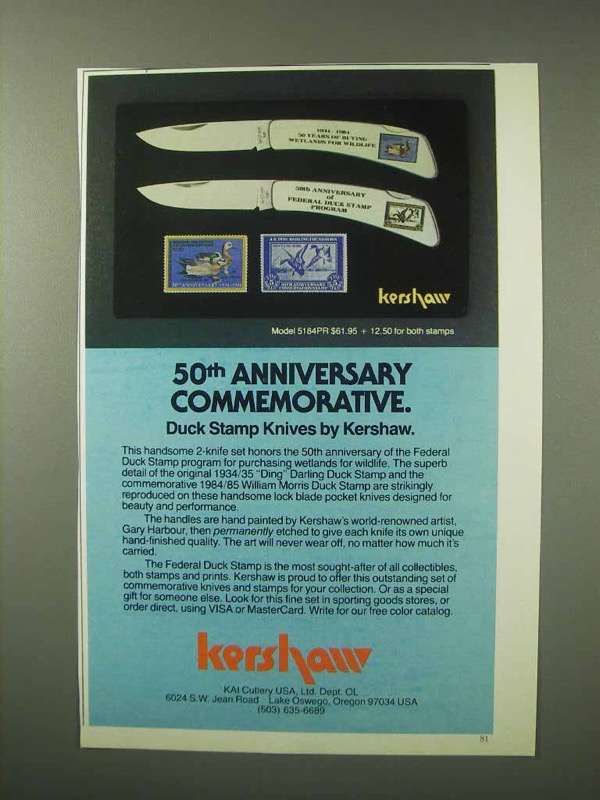 1934 - 1984
50 YEARS OF BUYING
WETLANDS FOR WILDLIFE
50th ANNIVERSARY
of
FEDERAL DUCK STAMP
PROGRAM
kershaw
Model 5184PR $61.95 + 12.50 for both stamps
50th ANNIVERSARY
COMMEMORATIVE.
Duck Stamp Knives by Kershaw.
This handsome 2-knife set honors the 50th anniversary of the Federal
Duck Stamp program for purchasing wetlands for wildlife. The superb
detail of the original 1934/35 "Ding" Darling Duck Stamp and the
commemorative 1984/85 William Morris Duck Stamp are strikingly
reproduced on these handsome lock blade pocket knives designed for
beauty and performance.
The handles are hand painted by Kershaw's world-renowned artist,
Gary Harbour, then permanently etched to give each knife its own unique
hand-finished quality. The art will never wear off, no matter how much it's
carried.
The Federal Duck Stamp is the most sought-after of all collectibles,
both stamps and prints. Kershaw is proud to offer this outstanding set of
commemorative knives and stamps for your collection. Or as a special
gift for someone else. Look for this fine set in sporting goods stores, or
order direct, using VISA or MasterCard. Write for our free color catalog.
kershaw
KAI Cutlery USA, Ltd. Dept. OL
6024 S.W. Jean Road Lake Oswego, Oregon 97034 USA
(503) 635-6689
81